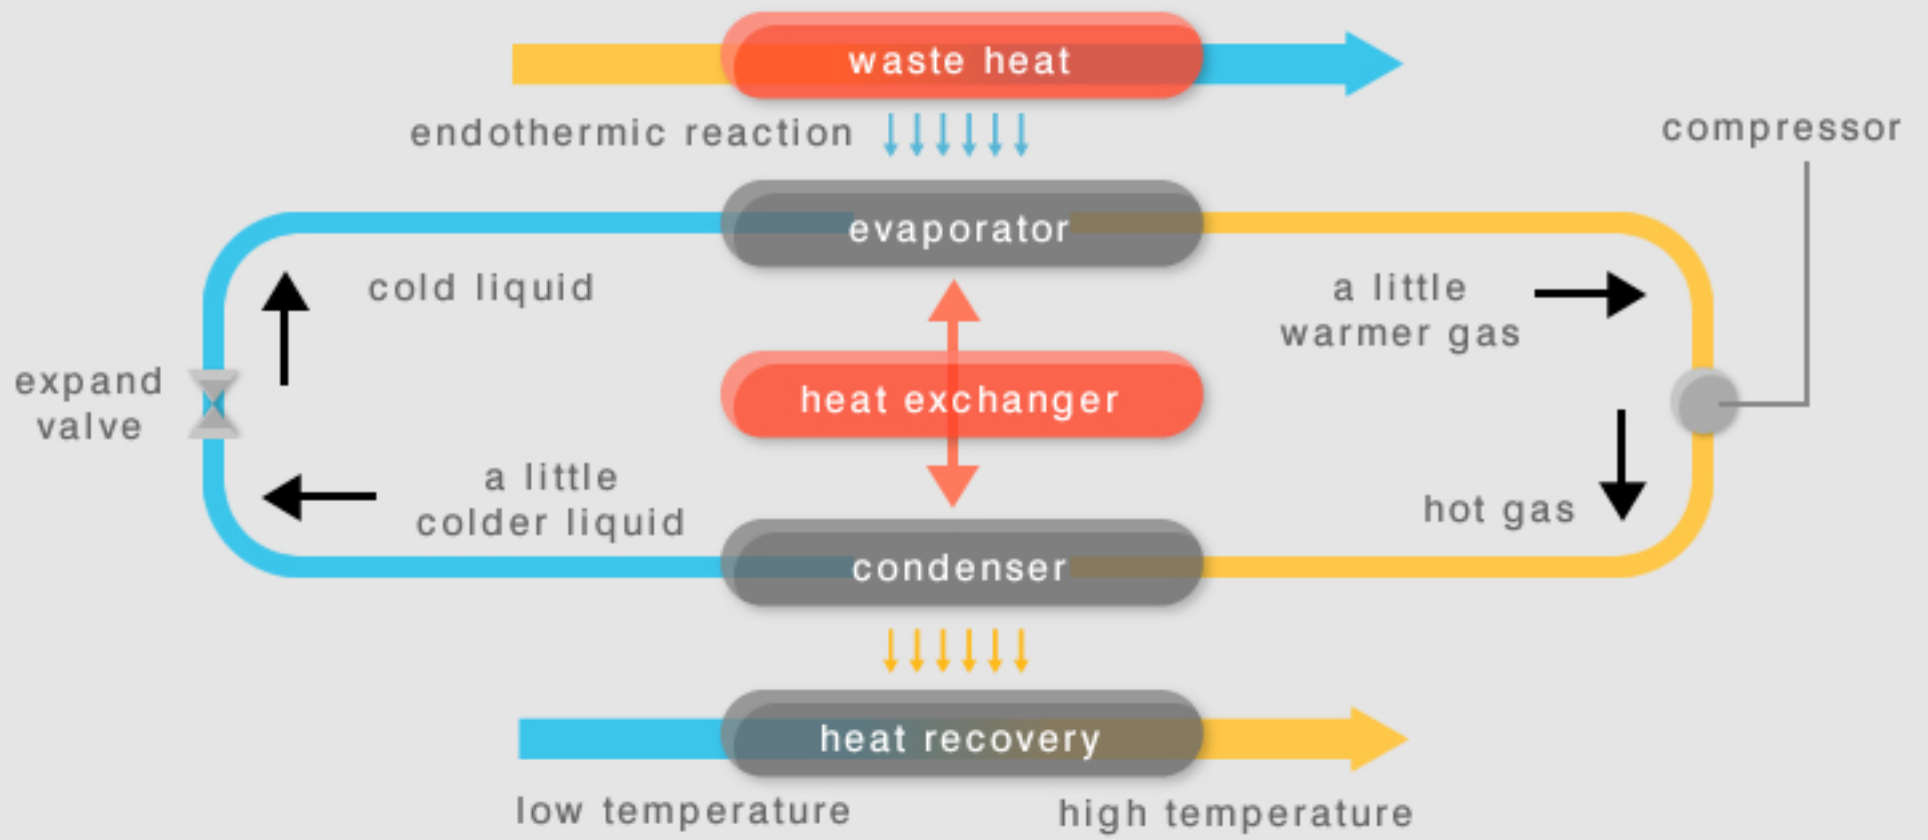 waste heat
endothermic reaction
compressor
evaporator
cold liquid
a little
warmer gas
expand
valve
heat exchanger
a little
colder liquid
hot gas
condenser
heat recovery
low temperature
high temperature